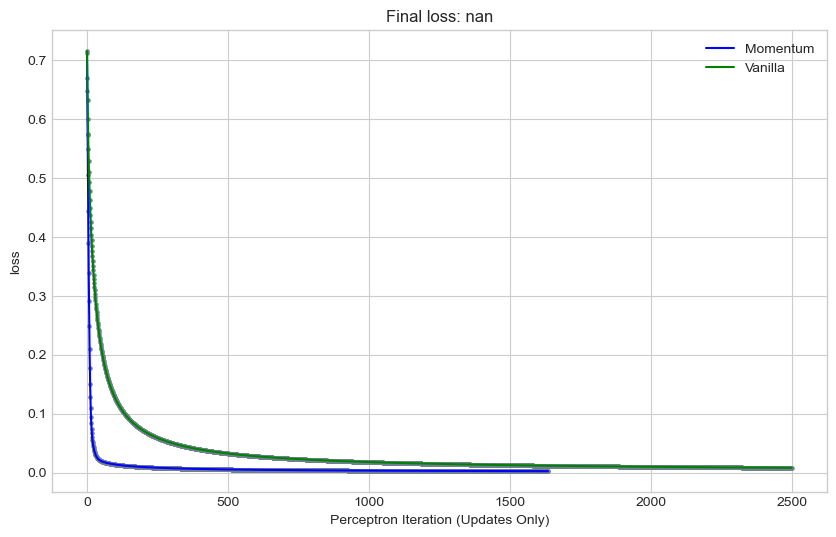 Final loss: nan
Momentum
Vanilla
0.7
0.6
0.5
0.4
0.3
0.2
0.1
0.0
loss
0
500
1000
1500
2000
2500
Perceptron Iteration (Updates Only)